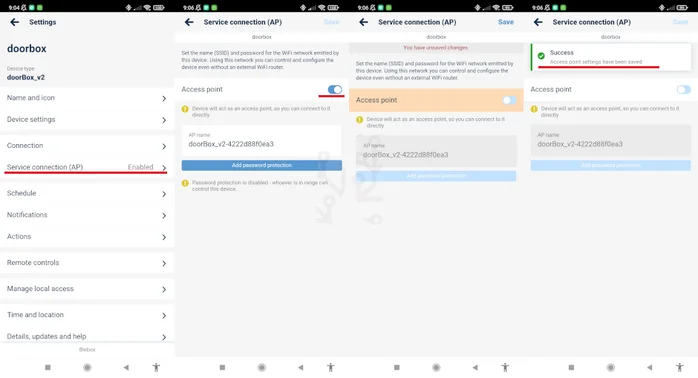 9:04
Settings
doorbox
Device type
doorBox_v2
Name and icon
Device settings
Connection
Service connection (AP)
Enabled
Schedule
Notifications
Actions
Remote controls
Manage local access
Time and location
Details, updates and help
Blebox
9:06
Service connection (AP)
Save
doorbox
Set the name (SSID) and password for the WiFi network emitted
by this device. Using this network you can control and configure the
device even without an external WiFi router.
Access point
Device will act as an access point, so you can connect to it
directly
AP name
doorBox_v2-4222d88f0ea3
Add password protection
Password protection is disabled - whoever is in range can
control this device.
9:06
Service connection (AP)
Save
doorbox
You have unsaved changes
Set the name (SSID) and password for the WiFi network emitted
by this device. Using this network you can control and configure the
device even without an external WiFi router.
Access point
Device will act as an access point, so you can connect to it
directly
AP name
doorBox_v2-4222d88f0ea3
Add password protection
9:06
Service connection (AP)
Save
doorbox
Success
Access point settings have been saved
Access point
Device will act as an access point, so you can connect to it
directly
AP name
doorBox_v2-4222d88f0ea3
Add password protection